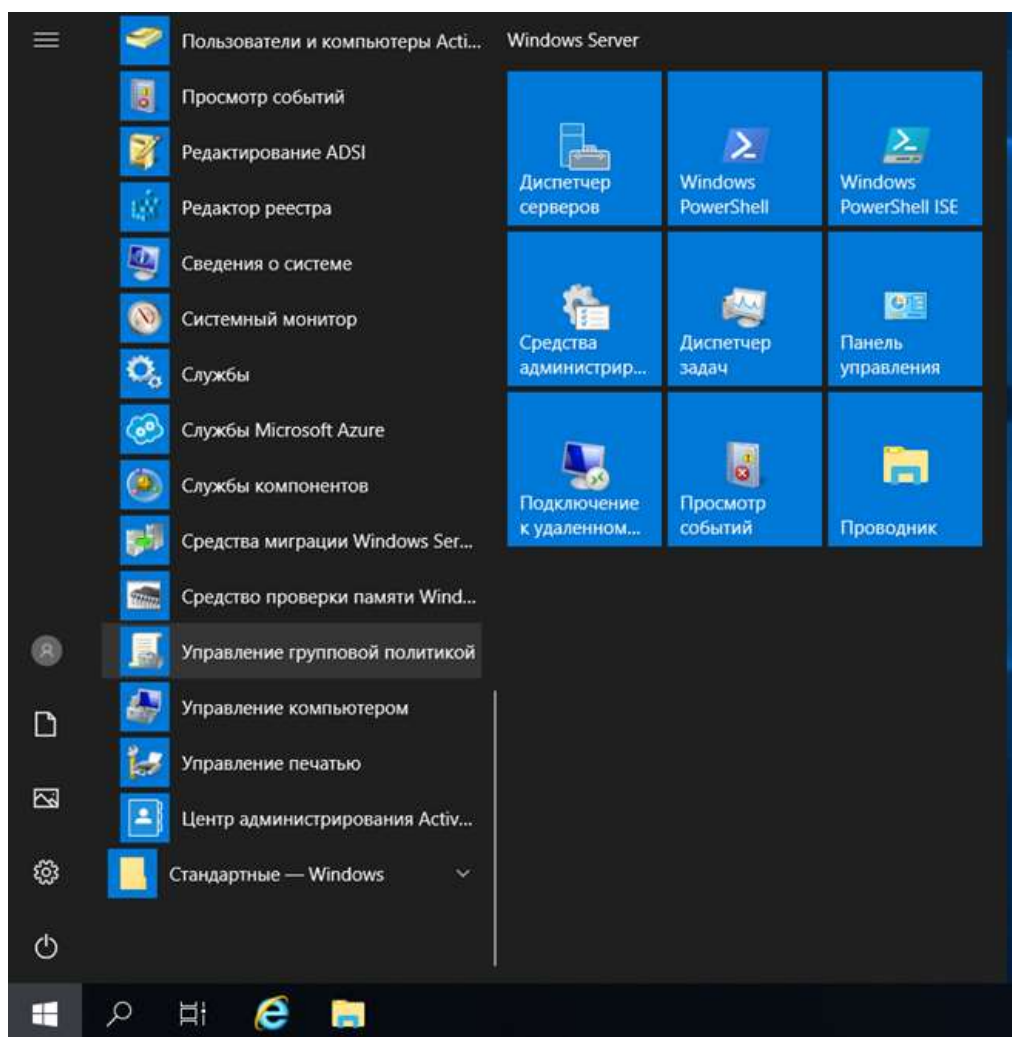 Пользователи и компьютеры Acti...
Просмотр событий
Редактирование ADSI
Редактор реестра
Сведения о системе
Системный монитор
Службы
Службы Microsoft Azure
Службы компонентов
Средства миграции Windows Ser...
Средство проверки памяти Wind...
Управление групповой политикой
Управление компьютером
Управление печатью
Центр администрирования Activ...
Стандартные — Windows
Windows Server
Диспетчер
серверов
Windows
PowerShell
Windows
PowerShell ISE
Средства
администрир...
Диспетчер
задач
Панель
управления
Подключение
к удаленном...
Просмотр
событий
Проводник